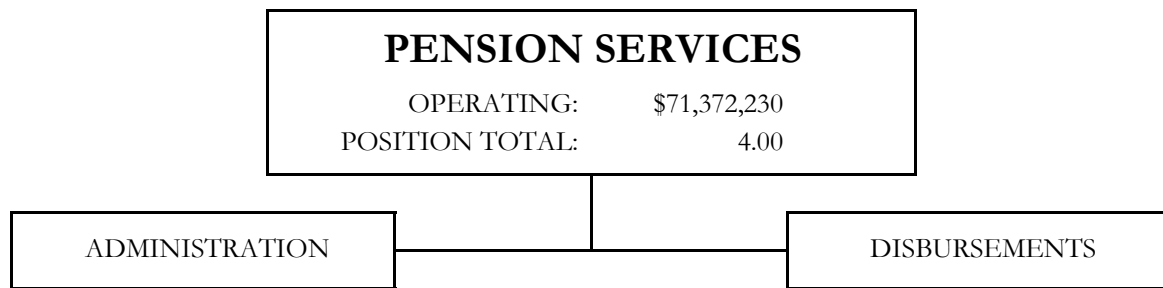 PENSION SERVICES
OPERATING: $71,372,230
POSITION TOTAL: 4.00
ADMINISTRATION
DISBURSEMENTS